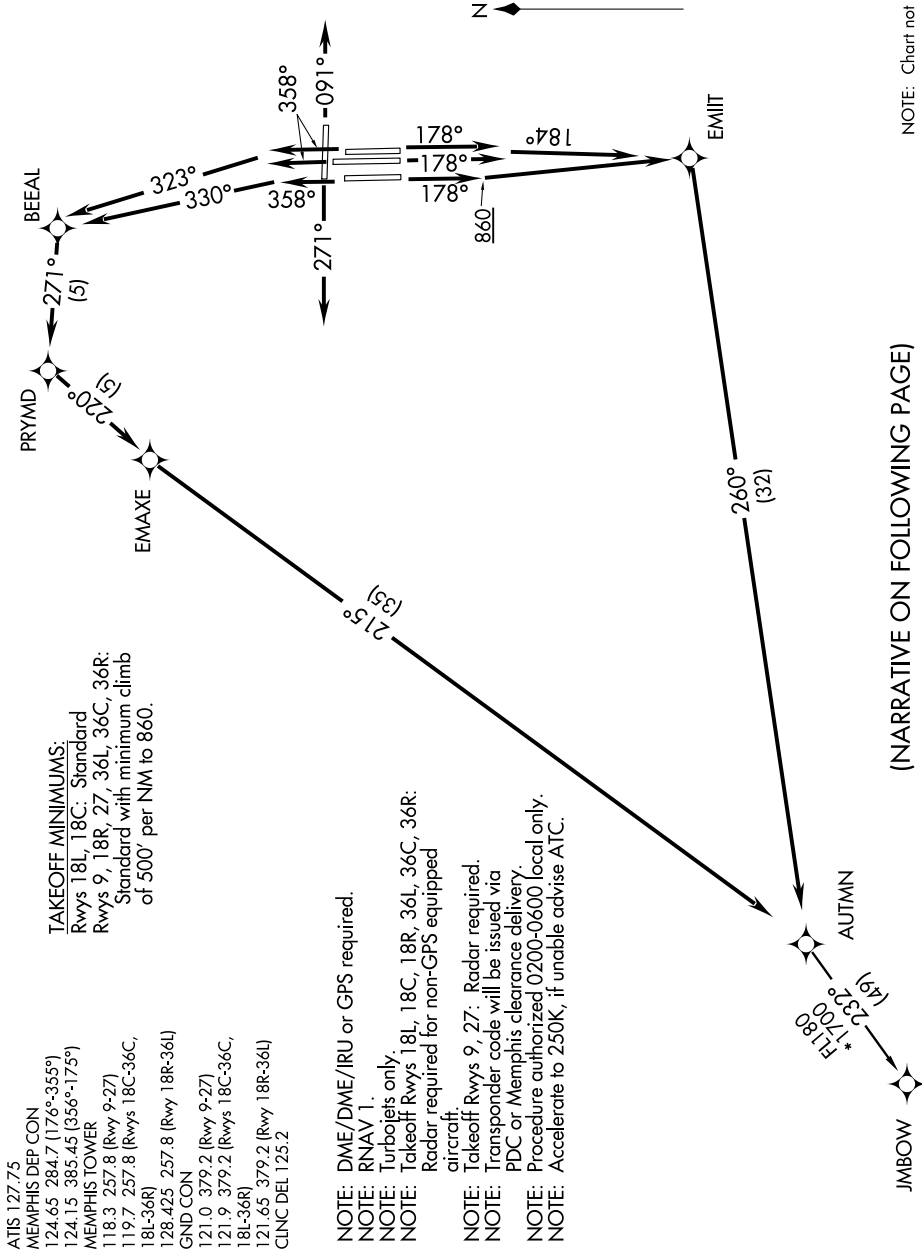 ATIS 127.75
MEMPHIS DEP CON
124.65 284.7 (176°-355°)
124.15 385.45 (356°-175°)
MEMPHIS TOWER
118.3 257.8 (Rwy 9-27)
119.7 257.8 (Rwys 18C-36C,
18L-36R)
128.425 257.8 (Rwy 18R-36L)
GND CON
121.0 379.2 (Rwy 9-27)
121.9 379.2 (Rwys 18C-36C,
18L-36R)
121.65 379.2 (Rwy 18R-36L)
CLNC DEL 125.2
TAKEOFF MINIMUMS:
Rwys 18L, 18C: Standard
Rwys 9, 18R, 27, 36L, 36C, 36R:
Standard with minimum climb
of 500' per NM to 860.
NOTE: DME/DME/IRU or GPS required.
NOTE: RNAV 1.
NOTE: Turbojets only.
NOTE: Takeoff Rwys 18L, 18C, 18R, 36L, 36C, 36R:
Radar required for non-GPS equipped
aircraft.
NOTE: Takeoff Rwys 9, 27: Radar required.
NOTE: Transponder code will be issued via
PDC or Memphis clearance delivery.
NOTE: Procedure authorized 0200-0600 local only.
NOTE: Accelerate to 250K, if unable advise ATC.
PRYMD
BEEAL
271°
(5)
220°
(5)
EMAXE
323°
330°
358°
358°
091°
271°
N
178°
178°
178°
184°
860
EMIIT
215°
(35)
260°
(32)
AUTMN
FL180
*1700
232°
(49)
JMBOW
(NARRATIVE ON FOLLOWING PAGE)
NOTE: Chart not